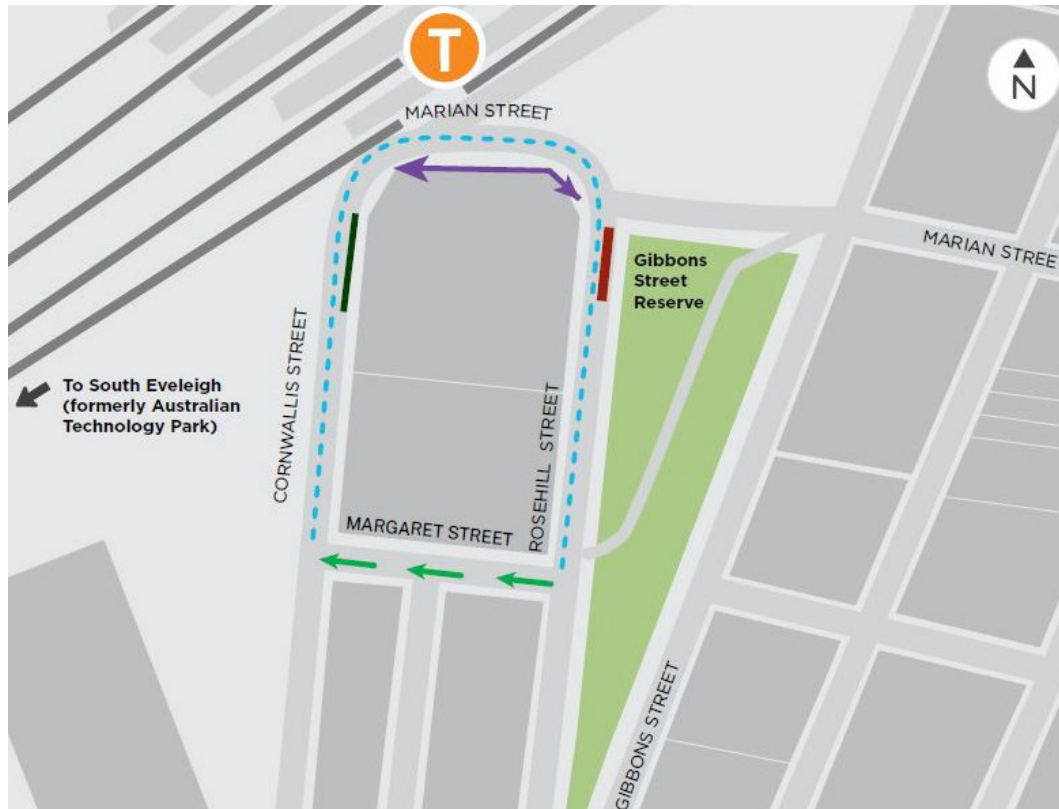 T
MARIAN STREET
N
MARIAN STREE
Gibbons
Street
Reserve
CORNWALLIS STREET
To South Eveleigh
(formerly Australian
Technology Park)
ROSEHILL STREET
MARGARET STREET
GIBBONS STREET